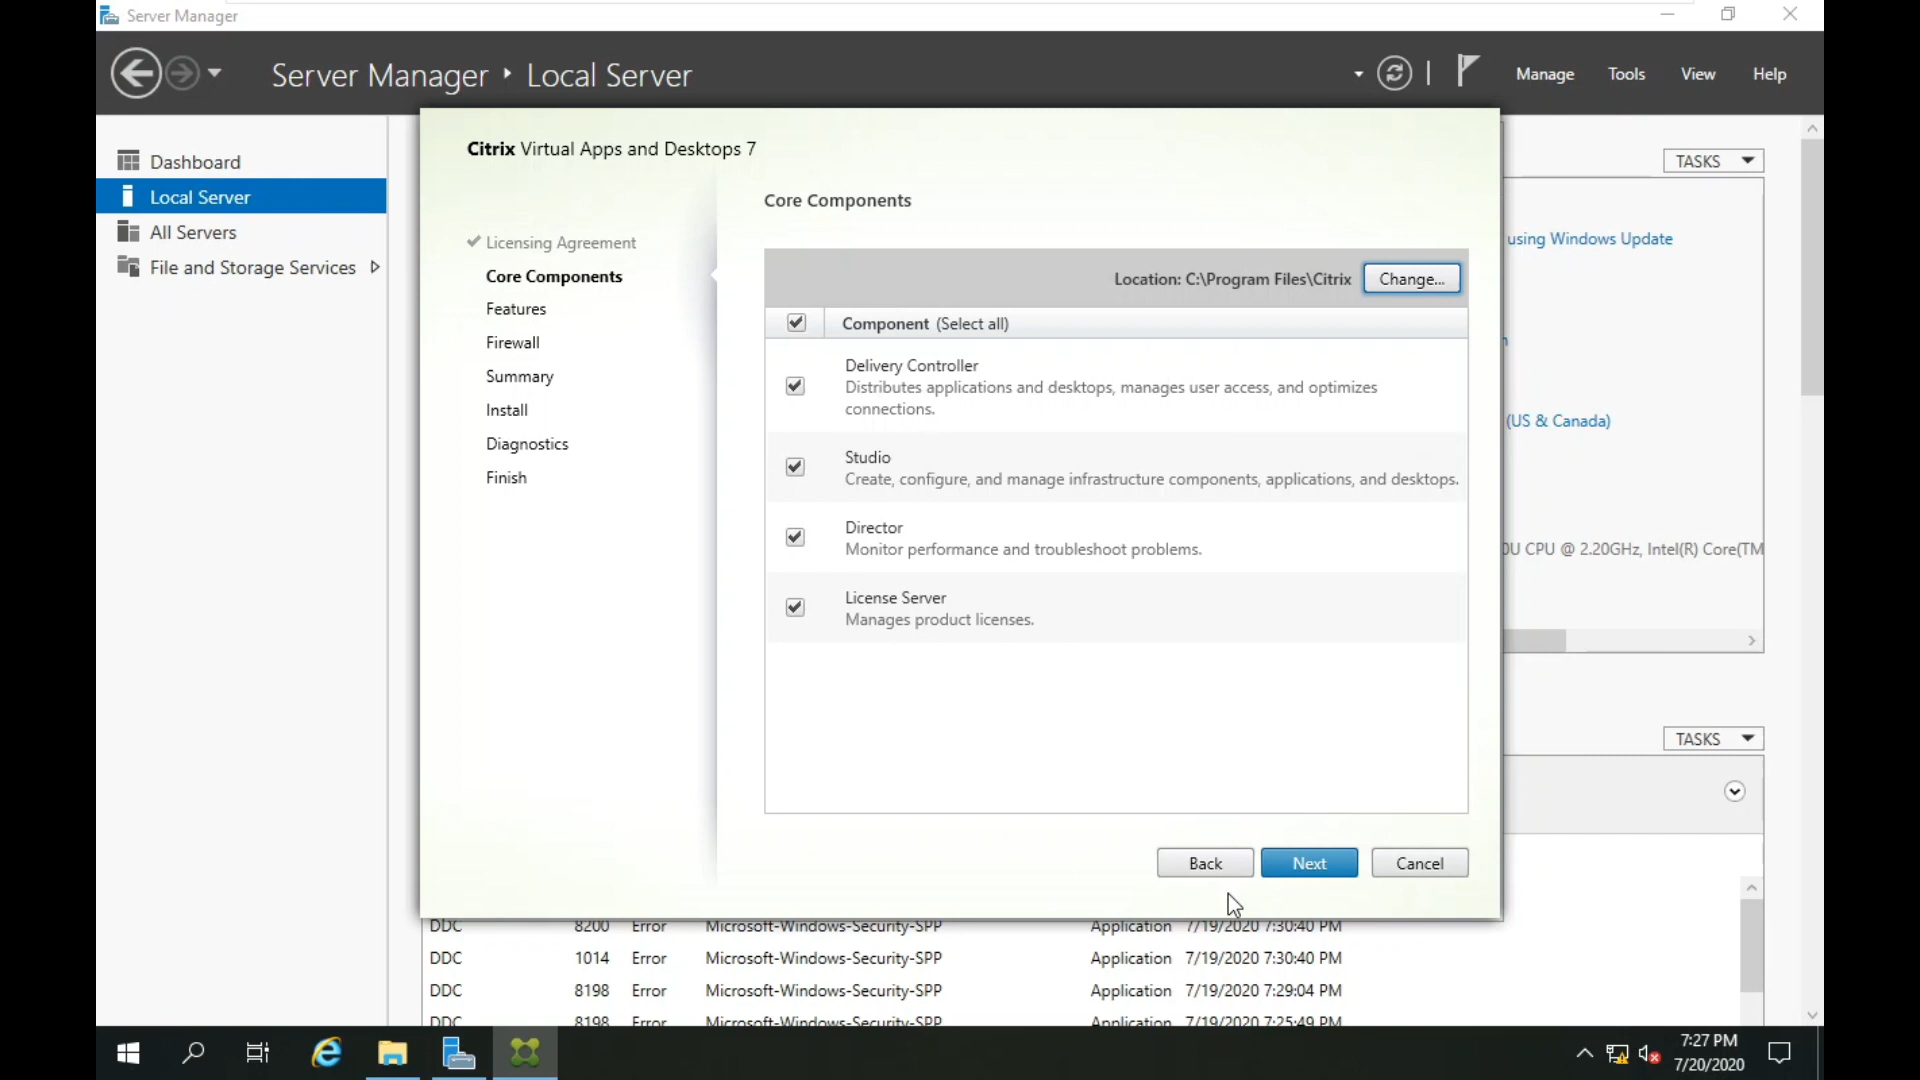 Server Manager
Server Manager ‣ Local Server
Manage Tools View Help
Dashboard
Local Server
All Servers
File and Storage Services
TASKS
using Windows Update
(US & Canada)
0U CPU @ 2.20GHz, Intel(R) Core(TM
TASKS
Citrix Virtual Apps and Desktops 7
Licensing Agreement
Core Components
Features
Firewall
Summary
Install
Diagnostics
Finish
Core Components
Location: C:\Program Files\Citrix Change...
Component (Select all)
Delivery Controller
Distributes applications and desktops, manages user access, and optimizes
connections.
Studio
Create, configure, and manage infrastructure components, applications, and desktops.
Director
Monitor performance and troubleshoot problems.
License Server
Manages product licenses.
Back Next Cancel
DDC 8200 Error Microsoft-Windows-Security-SPP Application 7/19/2020 7:30:40 PM
DDC 1014 Error Microsoft-Windows-Security-SPP Application 7/19/2020 7:30:40 PM
DDC 8198 Error Microsoft-Windows-Security-SPP Application 7/19/2020 7:29:04 PM
DDC 8198 Error Microsoft-Windows-Security-SPP Application 7/19/2020 7:25:49 PM
7:27 PM
7/20/2020